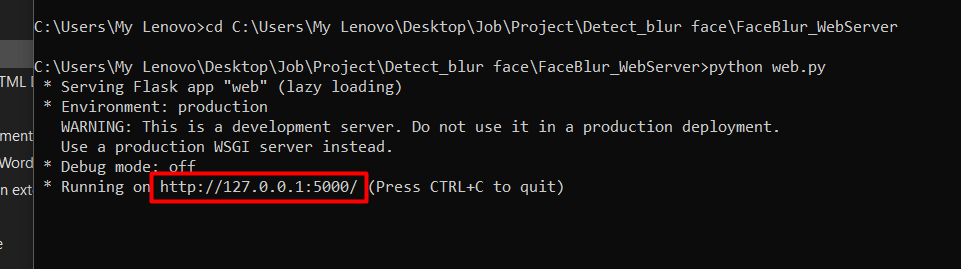 C:\Users\My Lenovo>cd C:\Users\My Lenovo\Desktop\Job\Project\Detect_blur face\FaceBlur_WebServer
C:\Users\My Lenovo\Desktop\Job\Project\Detect_blur face\FaceBlur_WebServer>python web.py
* Serving Flask app "web" (lazy loading)
TML
* Environment: production
WARNING: This is a development server. Do not use it in a production deployment.
ment
Use a production WSGI server instead.
Word
* Debug mode: off
n exte
* Running on http://127.0.0.1:5000/ (Press CTRL+C to quit)
e